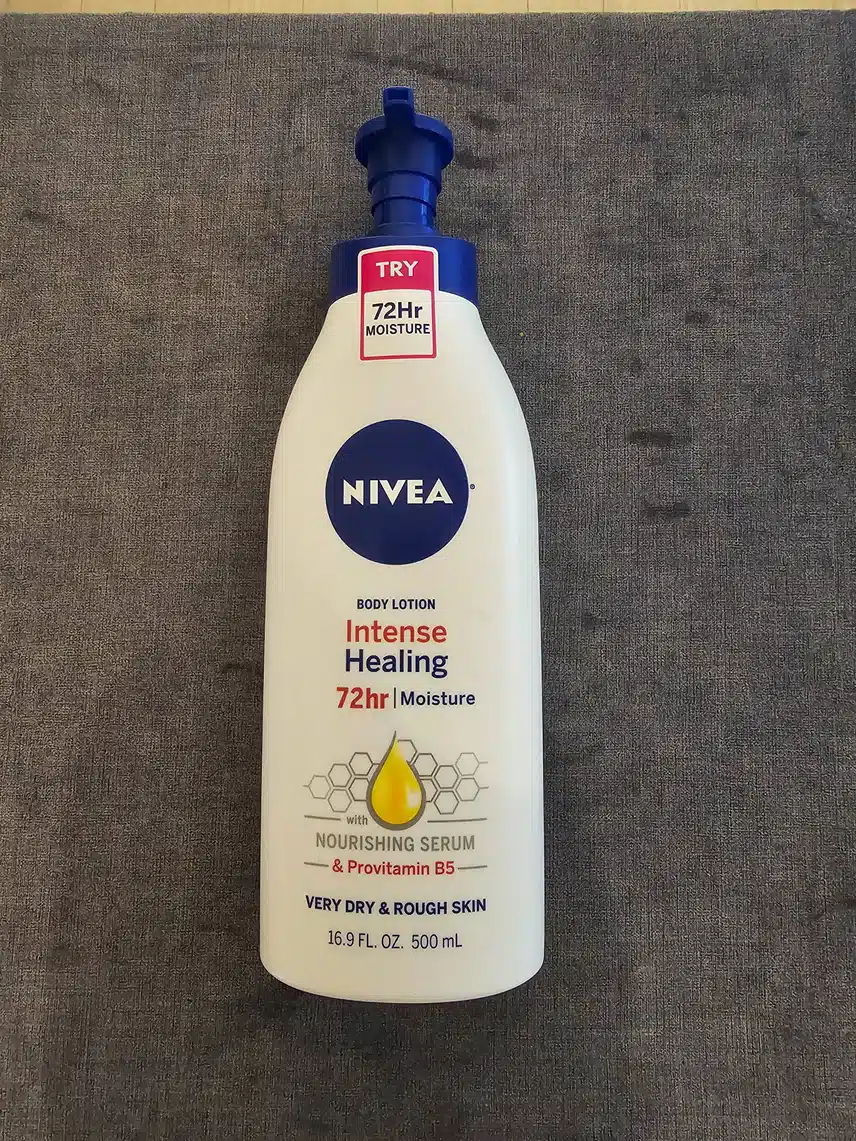 TRY
72Hr
MOISTURE
NIVEA®
BODY LOTION
Intense
Healing
72hr | Moisture
with
NOURISHING SERUM
& Provitamin B5
VERY DRY & ROUGH SKIN
16.9 FL. OZ. 500 mL